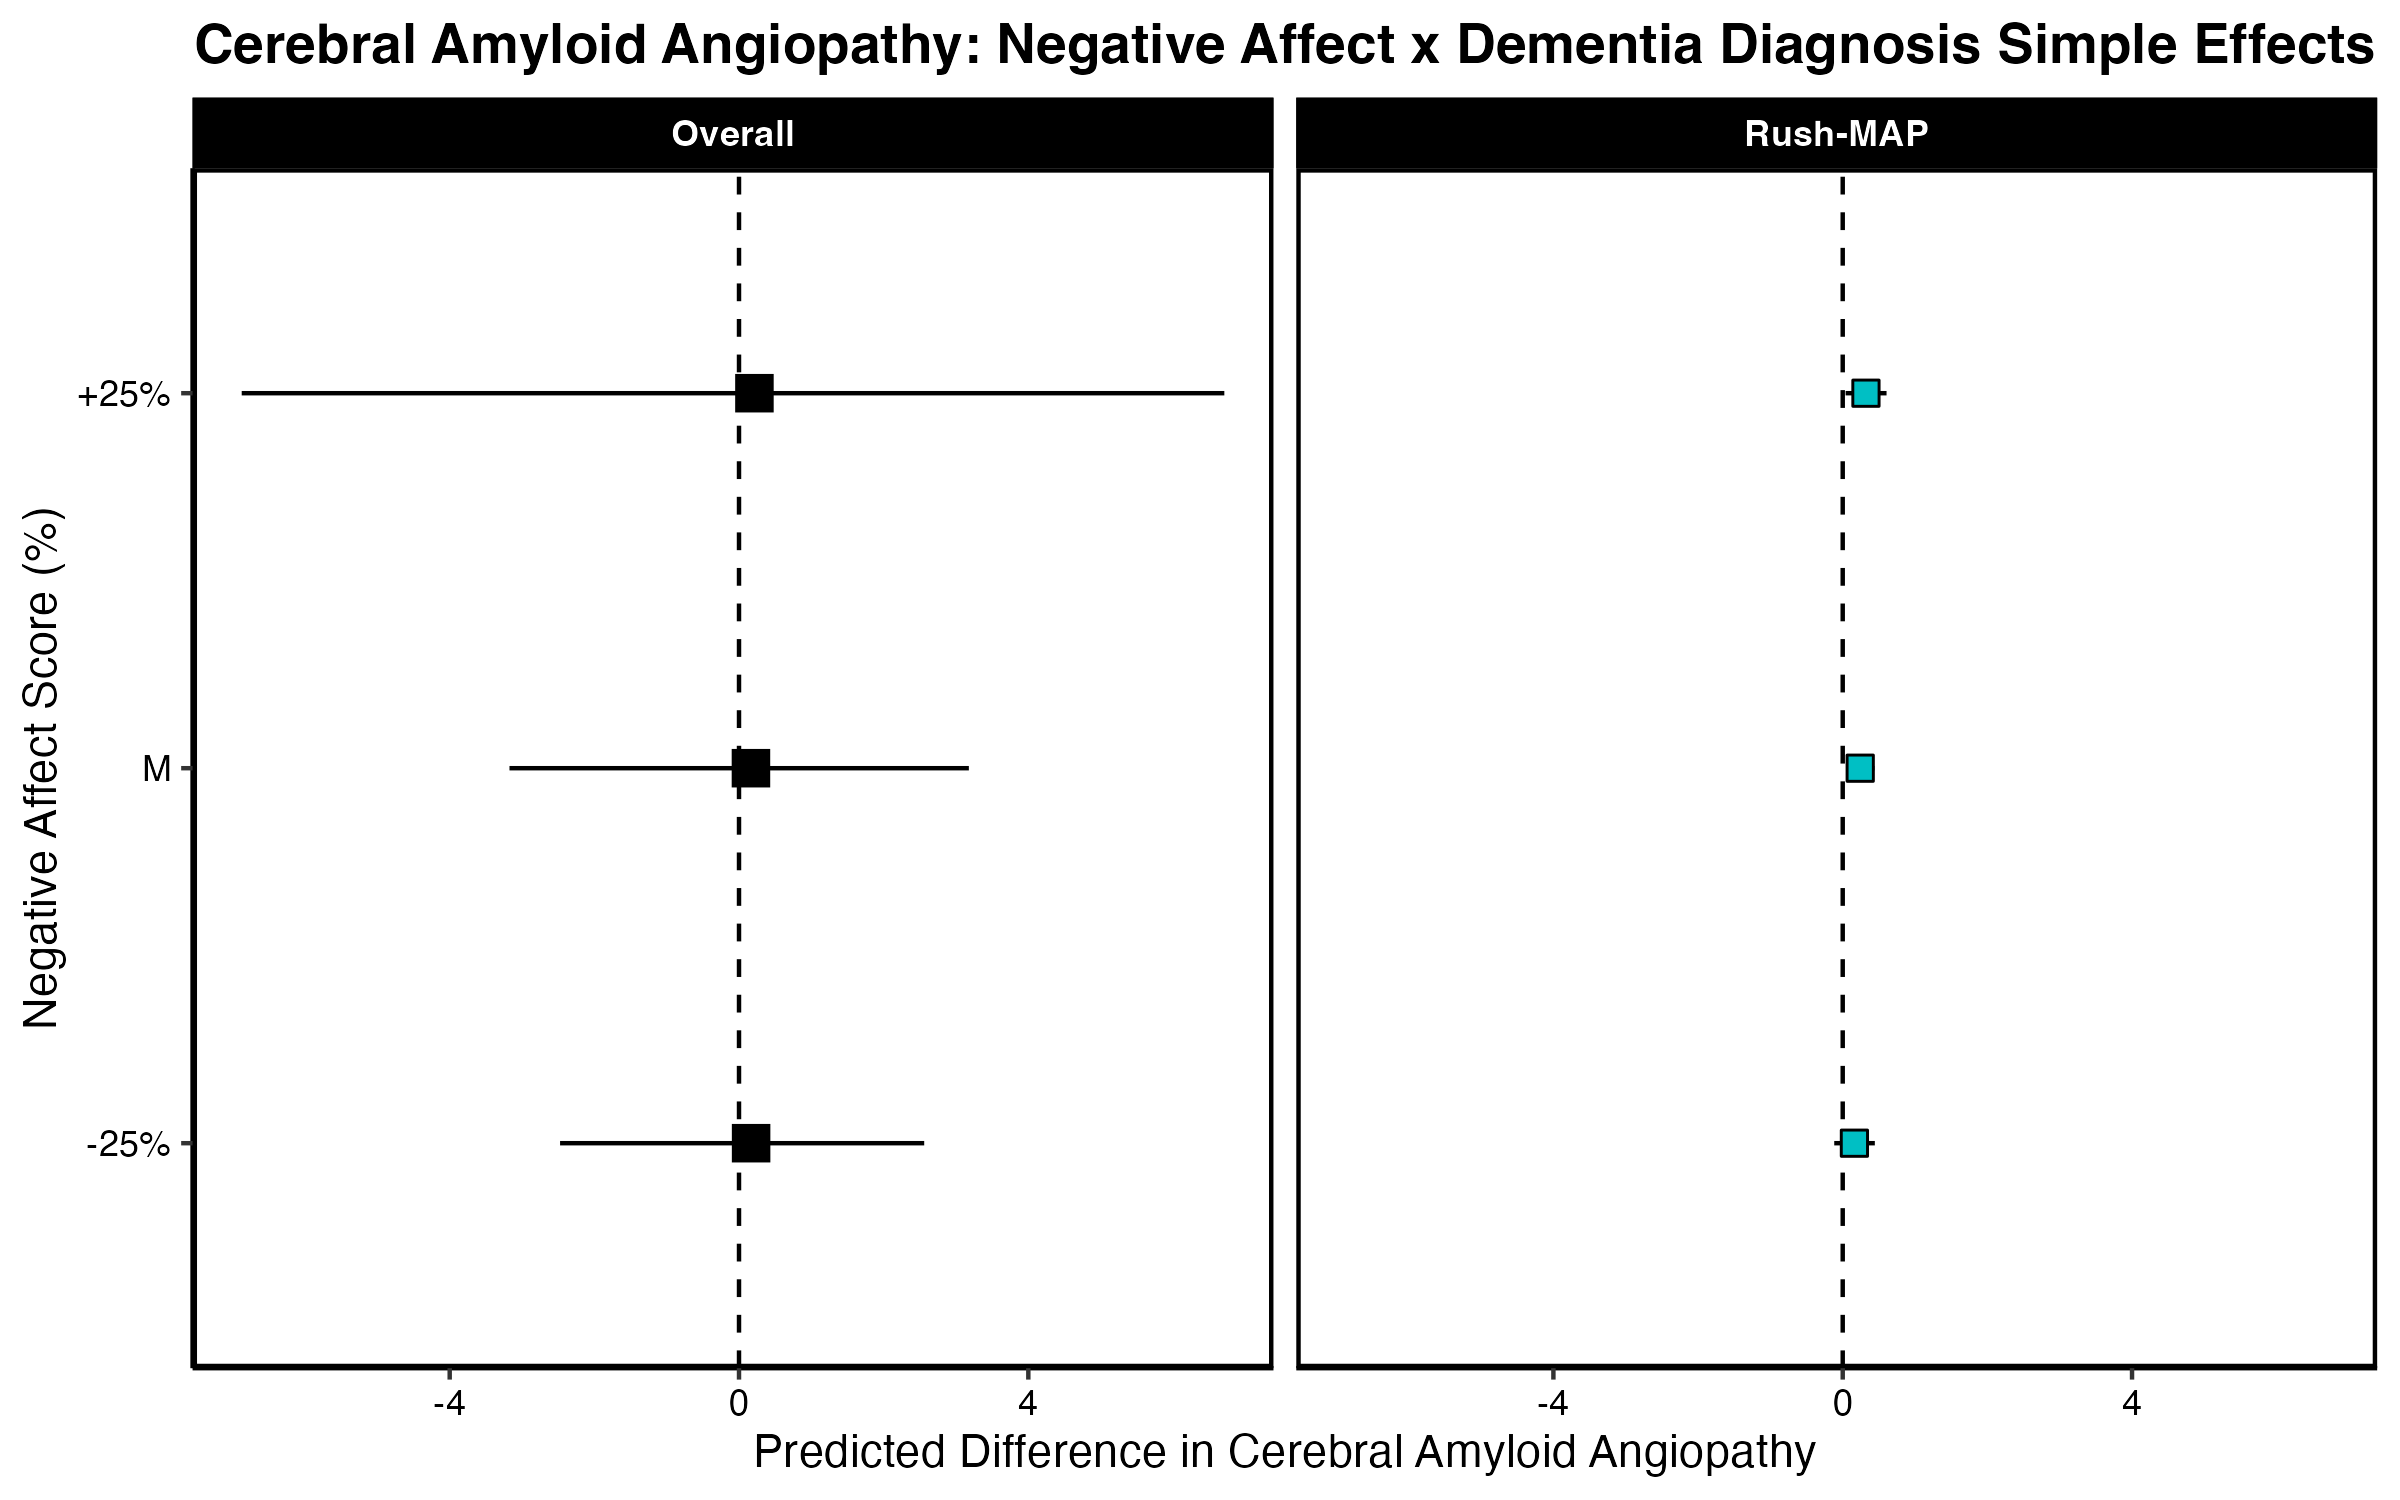 Cerebral Amyloid Angiopathy: Negative Affect x Dementia Diagnosis Simple Effects
Overall
Rush-MAP
Negative Affect Score (%)
+25%
M
-25%
-4 0 4
-4 0 4
Predicted Difference in Cerebral Amyloid Angiopathy